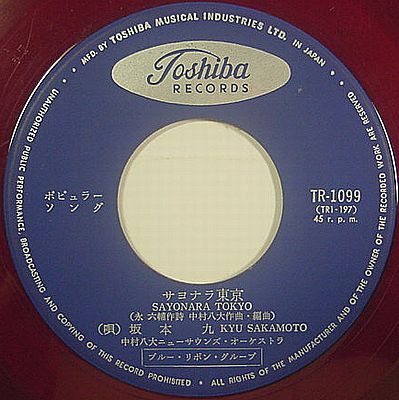 • MFD. BY TOSHIBA MUSICAL INDUSTRIES LTD. IN JAPAN •
Toshiba
RECORDS
ポピュラー
ソング
TR-1099
(TRI-197)
45 r. p. m.
サヨナラ東京
SAYONARA TOKYO
(永 六輔作詩 中村八大作曲・編曲)
(唄) 坂本 九 KYU SAKAMOTO
中村八大ニューサウンズ・オーケストラ
ブルー・リボン・グループ
ALL RIGHTS OF THE MANUFACTURER AND OF THE OWNER OF THE RECORDED WORK ARE RESERVED
UNAUTHORIZED PUBLIC PERFORMANCE, BROADCASTING AND COPYING OF THIS RECORD PROHIBITED •